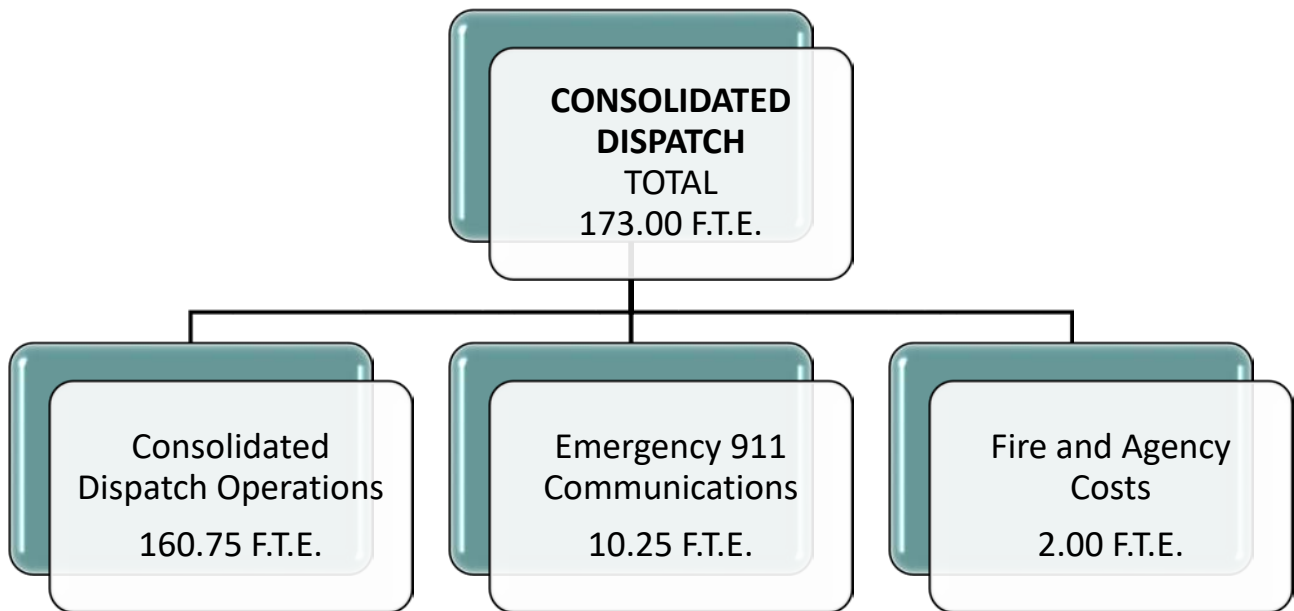 CONSOLIDATED
DISPATCH
TOTAL
173.00 F.T.E.
Consolidated
Dispatch Operations
160.75 F.T.E.
Emergency 911
Communications
10.25 F.T.E.
Fire and Agency
Costs
2.00 F.T.E.